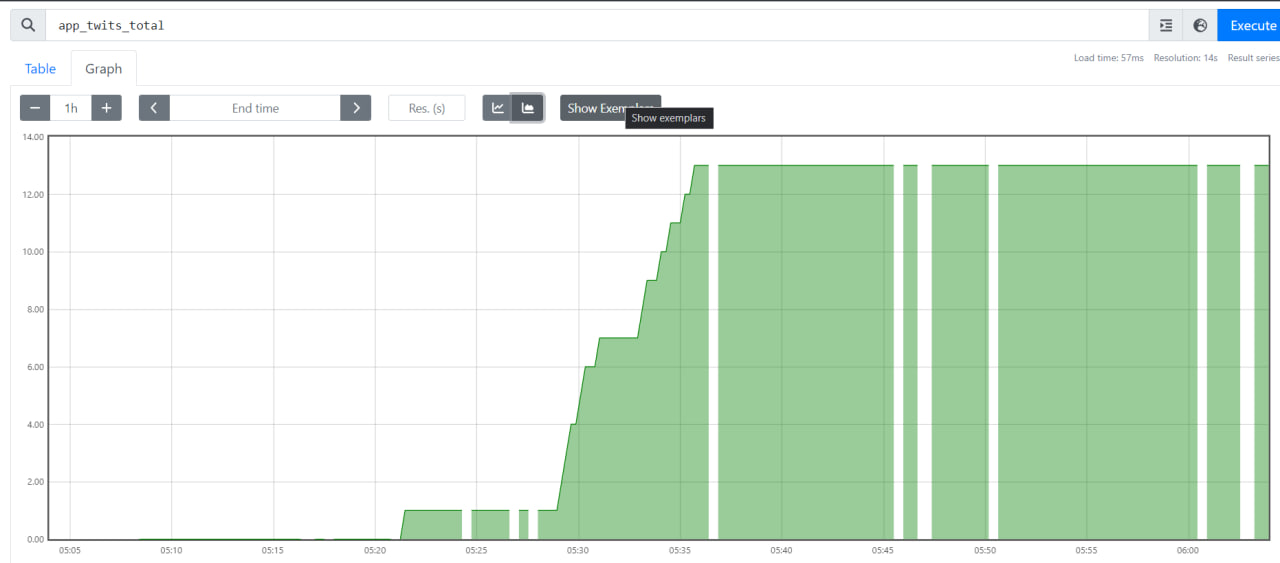 app_twits_total
Execute
Load time: 57ms Resolution: 14s Result series
Table
Graph
1h
End time
Res. (s)
Show
Show exemplars
14.00
12.00
10.00
8.00
6.00
4.00
2.00
0.00
05:05 05:10 05:15 05:20 05:25 05:30 05:35 05:40 05:45 05:50 05:55 06:00